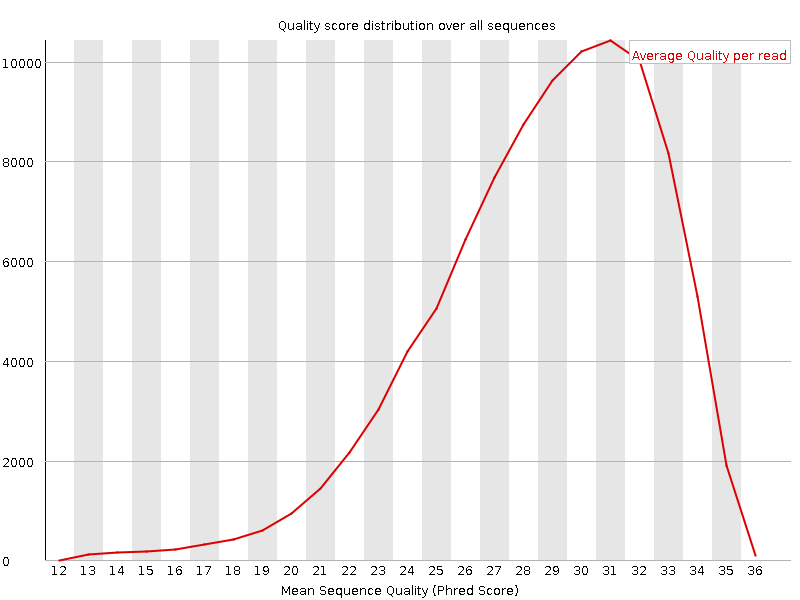 Quality score distribution over all sequences
Average Quality per read
10000
8000
6000
4000
2000
0
12 13 14 15 16 17 18 19 20 21 22 23 24 25 26 27 28 29 30 31 32 33 34 35 36
Mean Sequence Quality (Phred Score)